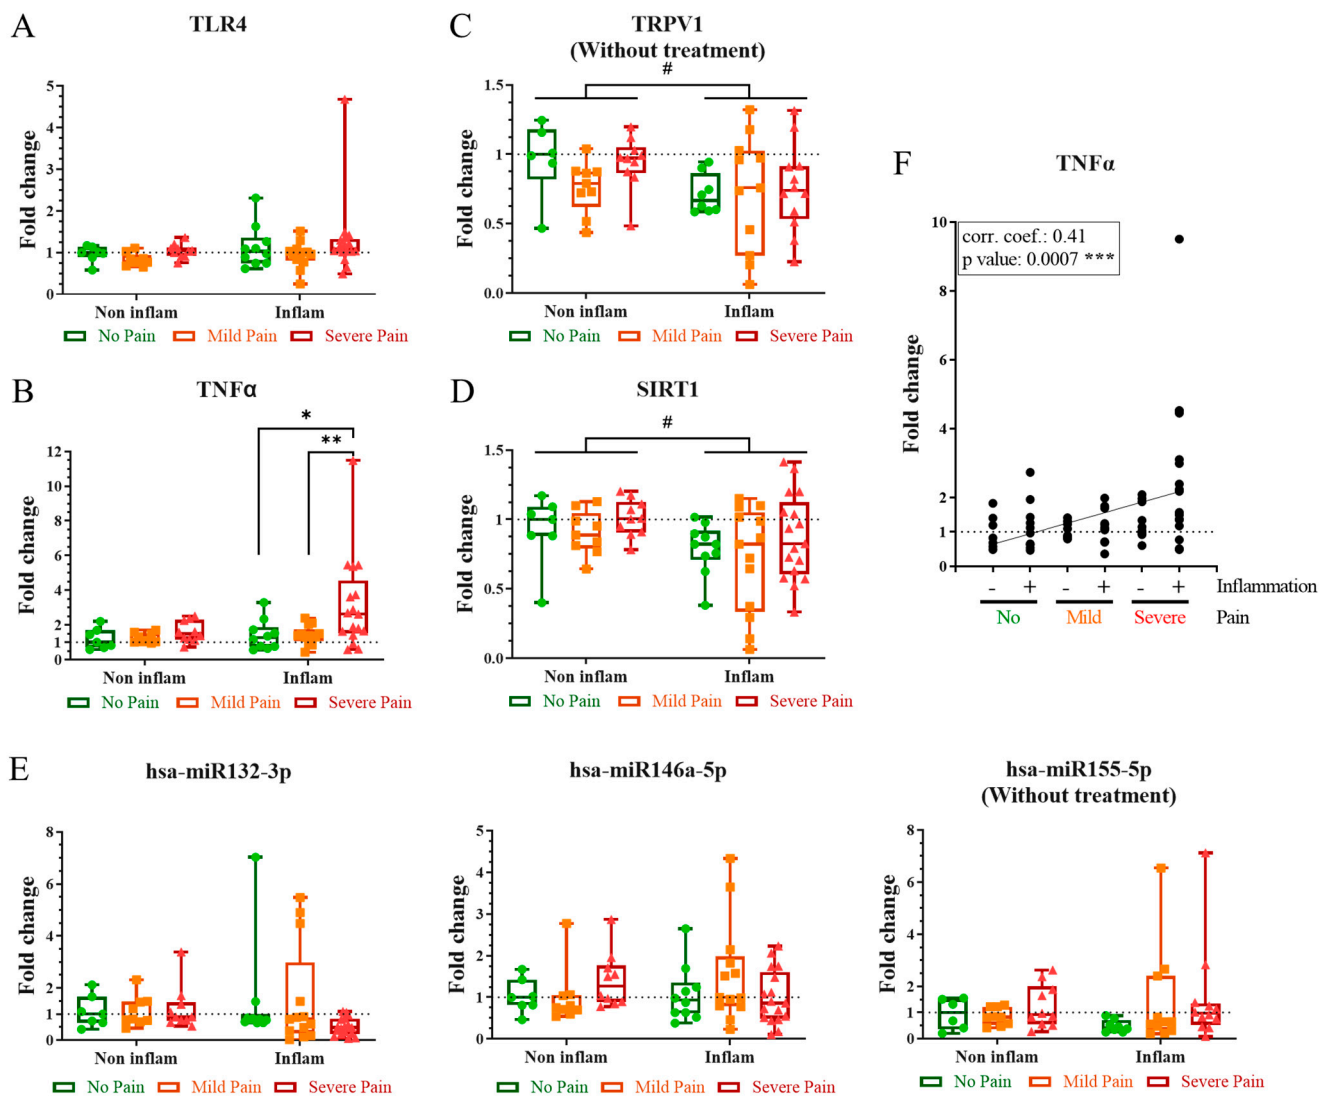 A
TLR4
Fold change
5
4
3
2
1
0
Non inflam
Inflam
No Pain
Mild Pain
Severe Pain
B
TNFα
*
**
Fold change
12
10
8
6
4
2
1
0
Non inflam
Inflam
No Pain
Mild Pain
Severe Pain
C
TRPV1
(Without treatment)
#
Fold change
1.5
1
0.5
0.0
Non inflam
Inflam
No Pain
Mild Pain
Severe Pain
D
SIRT1
#
Fold change
1.5
1
0.5
0.0
Non inflam
Inflam
No Pain
Mild Pain
Severe Pain
F
TNFα
corr. coef.: 0.41
p value: 0.0007 ***
Fold change
10
8
6
4
2
1
0
- + - + - + Inflammation
No Mild Severe Pain
E
hsa-miR132-3p
Fold change
8
6
4
2
1
0
Non inflam
Inflam
No Pain
Mild Pain
Severe Pain
hsa-miR146a-5p
Fold change
5
4
3
2
1
0
Non inflam
Inflam
No Pain
Mild Pain
Severe Pain
hsa-miR155-5p
(Without treatment)
Fold change
8
6
4
2
1
0
Non inflam
Inflam
No Pain
Mild Pain
Severe Pain